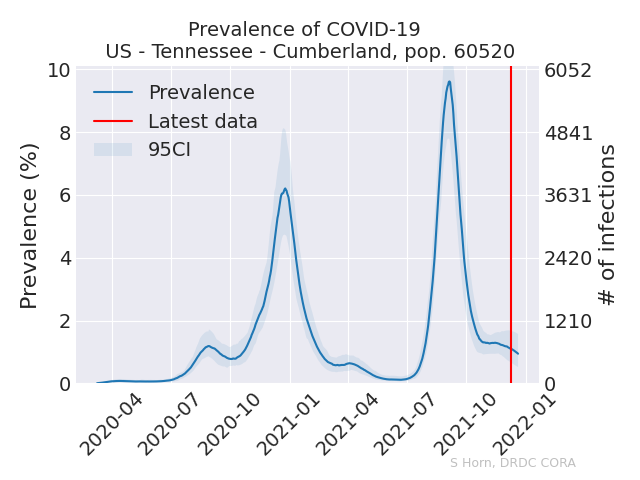 Prevalence of COVID-19
US - Tennessee - Cumberland, pop. 60520
Prevalence (%)
10
8
6
4
2
0
Prevalence
Latest data
95CI
6052
4841
3631
2420
1210
0
# of infections
2020-04
2020-07
2020-10
2021-01
2021-04
2021-07
2021-10
2022-01
S Horn, DRDC CORA